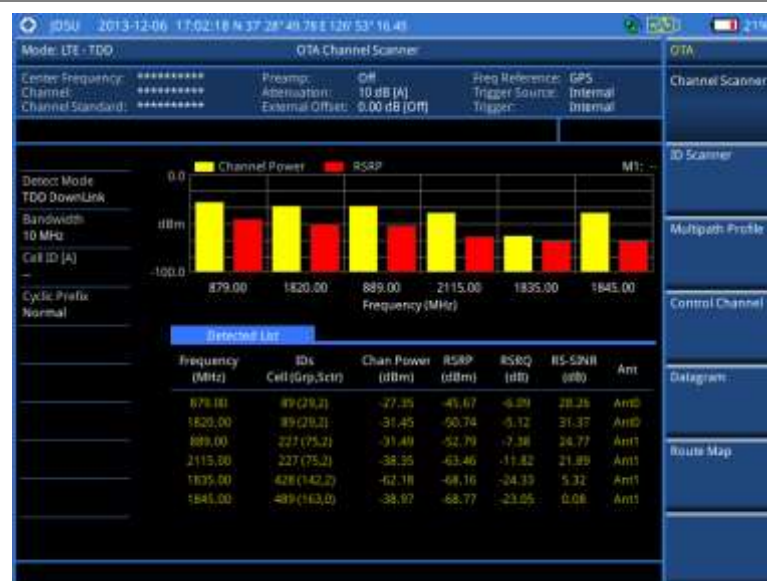 JDSU 2013-12-06 17:02:18 N 37° 28' 49.78 E 126° 53' 16.43 21%
Mode: LTE - TDD OTA Channel Scanner OTA
Center Frequency: ********** Preamp: Off Freq Reference: GPS
Channel: ********** Attenuation: 10 dB [A] Trigger Source: Internal
Channel Standard: ********** External Offset: 0.00 dB [Off] Trigger: Internal
Channel Scanner
ID Scanner
Multipath Profile
Control Channel
Datagram
Route Map
Detect Mode
TDD DownLink
Bandwidth
10 MHz
Cell ID [A]
--
Cyclic Prefix
Normal
Channel Power RSRP M1: --
0.0
dBm
-100.0
879.00 1820.00 889.00 2115.00 1835.00 1845.00
Frequency (MHz)
Detected List
Frequency (MHz) IDs Cell (Grp,Sctr) Chan Power (dBm) RSRP (dBm) RSRQ (dB) RS-SINR (dB) Ant
879.00 89 (29,2) -27.35 -45.67 -6.09 28.26 Ant0
1820.00 89 (29,2) -31.45 -50.74 -5.12 31.37 Ant0
889.00 227 (75,2) -31.49 -52.79 -7.38 24.77 Ant1
2115.00 227 (75,2) -38.35 -63.46 -11.82 21.89 Ant1
1835.00 428 (142,2) -62.18 -68.16 -24.33 5.32 Ant1
1845.00 489 (163,0) -38.97 -68.77 -23.05 0.08 Ant1